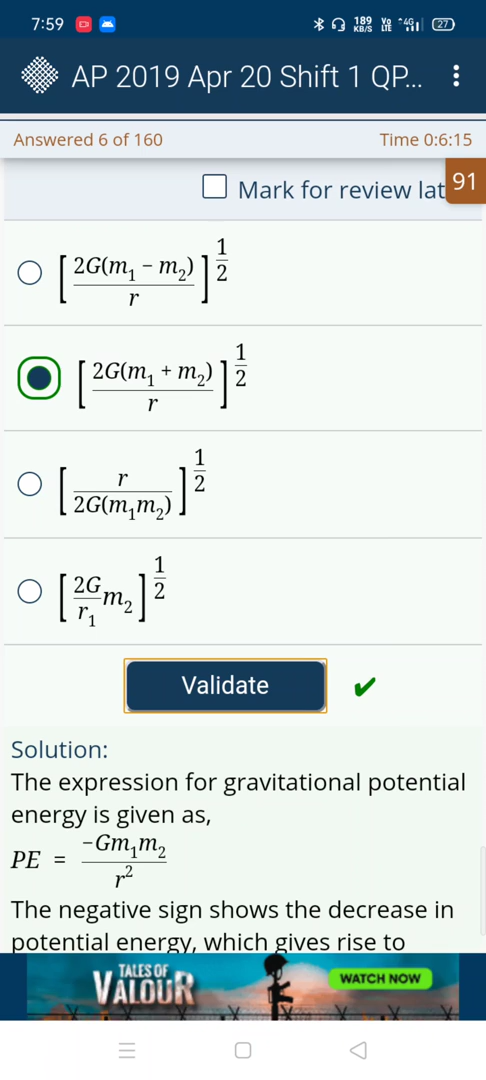 7:59 189 KB/S Vo LTE 4G 27
AP 2019 Apr 20 Shift 1 QP...
Answered 6 of 160 Time 0:6:15
Mark for review lat 91
[2G(m₁ − m₂)/r]^(1/2)
[2G(m₁ + m₂)/r]^(1/2)
[r/2G(m₁m₂)]^(1/2)
[2G/r₁ m₂]^(1/2)
Validate ✔
Solution:
The expression for gravitational potential
energy is given as,
PE = −Gm₁m₂/r²
The negative sign shows the decrease in
potential energy, which gives rise to
TALES OF
VALOUR
WATCH NOW